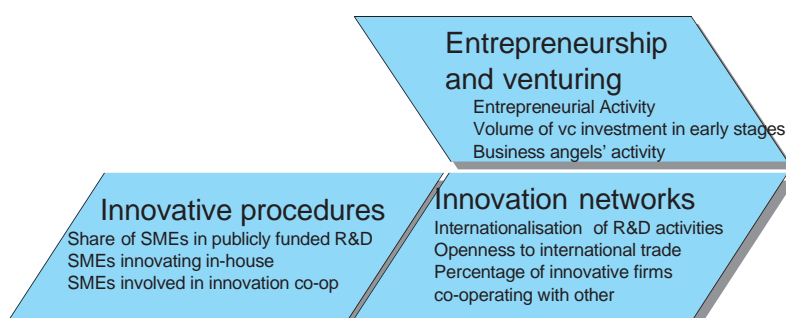 Entrepreneurship
and venturing
Entrepreneurial Activity
Volume of vc investment in early stages
Business angels' activity
Innovative procedures
Share of SMEs in publicly funded R&D
SMEs innovating in-house
SMEs involved in innovation co-op
Innovation networks
Internationalisation of R&D activities
Openness to international trade
Percentage of innovative firms
co-operating with other